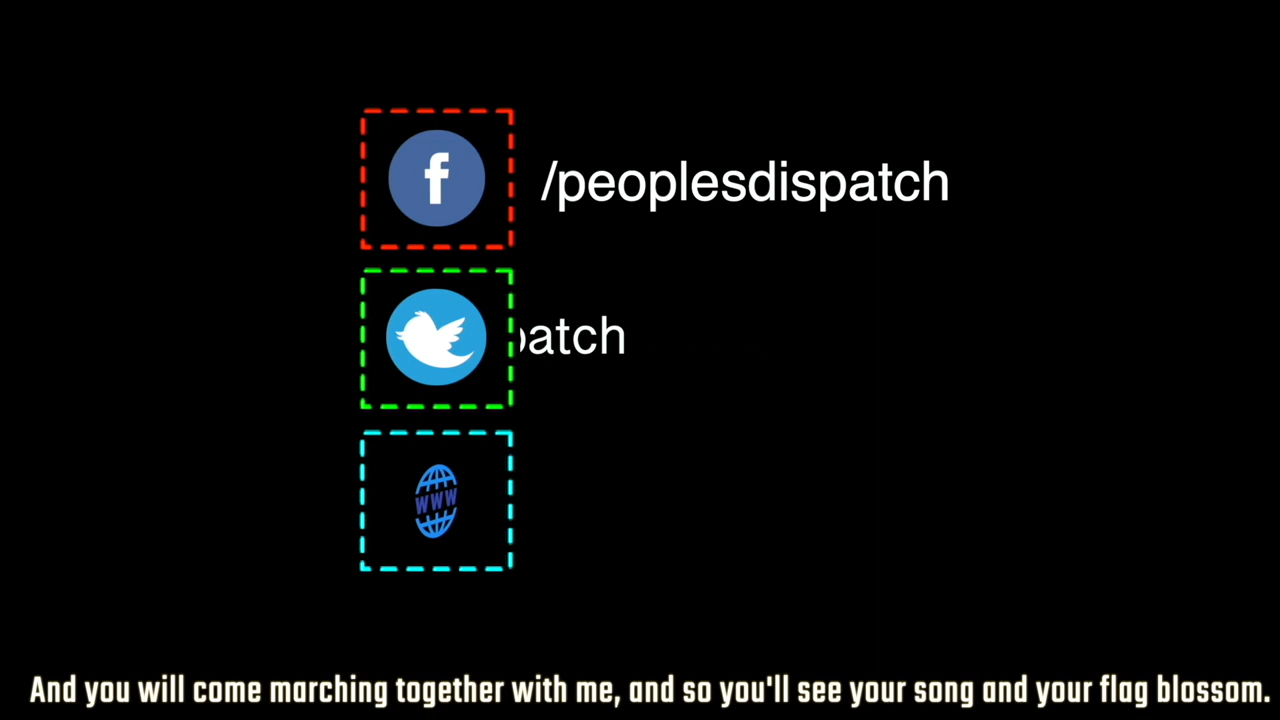 f
/peoplesdispatch
patch
WWW
And you will come marching together with me, and so you'll see your song and your flag blossom.